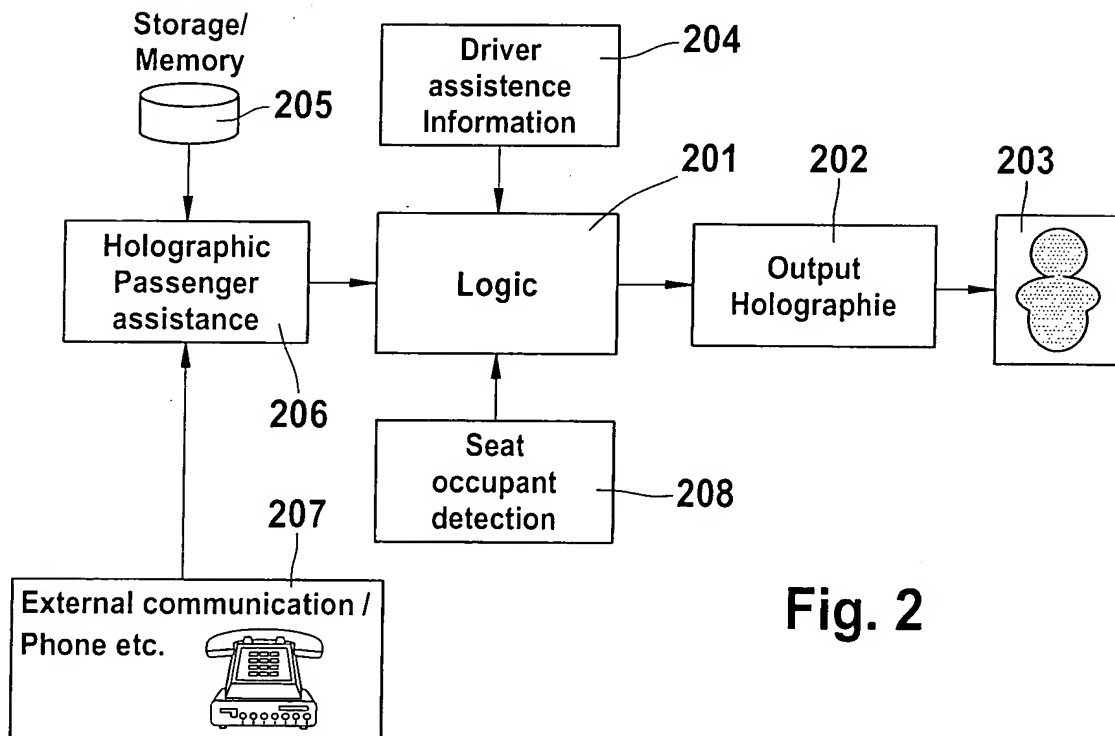 Storage/
Memory
205
Driver
assistence
Information
204
201
202
203
Holographic
Passenger
assistance
206
Logic
Output
Holographie
Seat
occupant
detection
208
207
External communication /
Phone etc.
Fig. 2